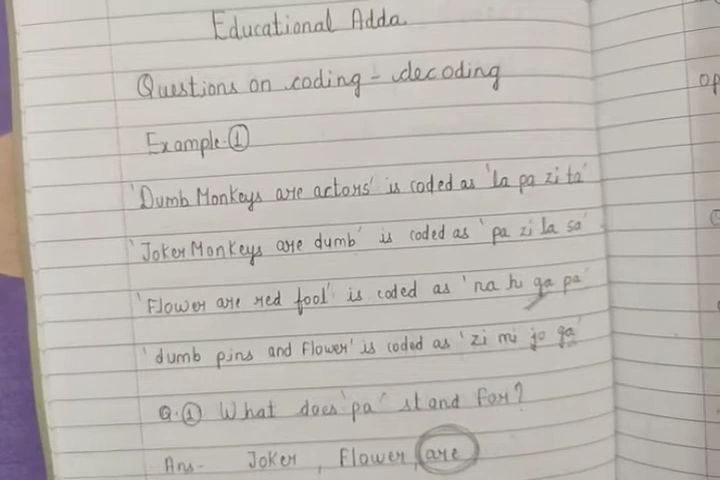 Educational Adda
Questions on coding - decoding
Example-①
'Dumb Monkeys are actors' is coded as 'la pa zi ta'
'Joker Monkeys are dumb' is coded as 'pa zi la sa'
'Flower are red fool' is coded as 'na hi ga pa'
'dumb pins and Flower' is coded as 'zi mi jo ga'
Q.① What does 'pa' stand for?
Ans- Joker, Flower, are